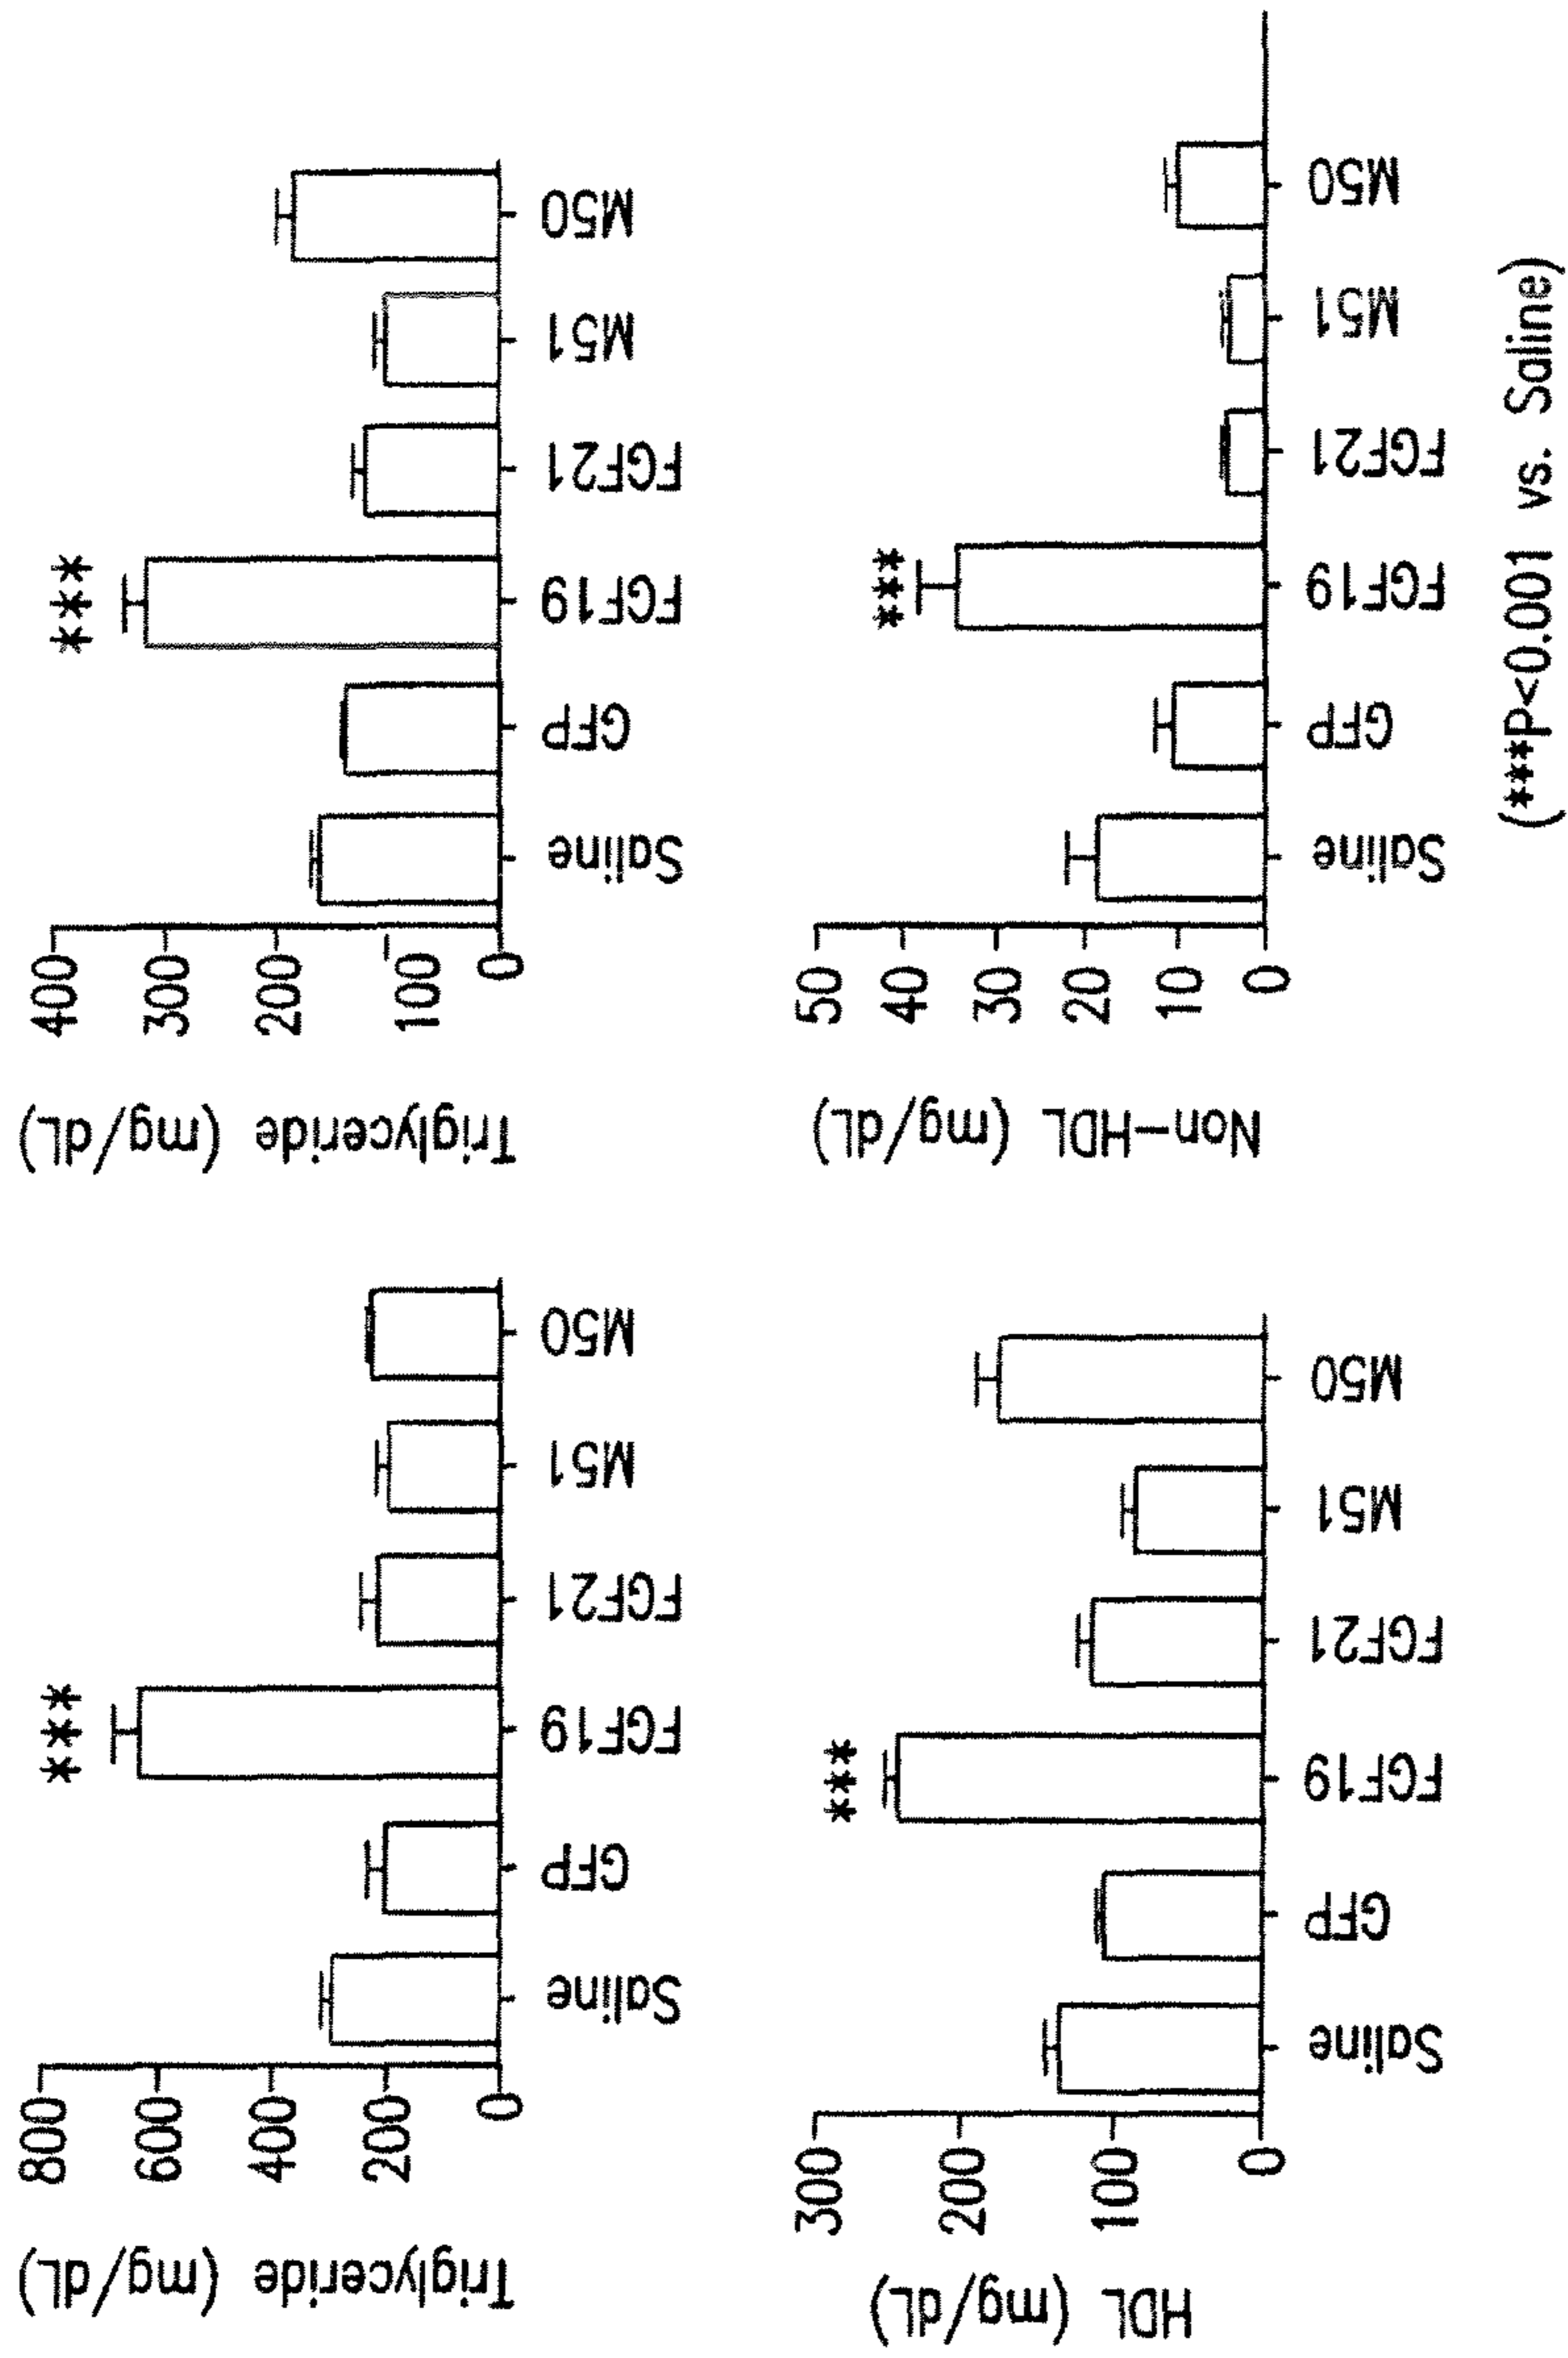 Triglyceride (mg/dL)
800
600
400
200
0
***
Saline
GFP
FGF19
FGF21
M51
M50
Triglyceride (mg/dL)
400
300
200
100
0
***
Saline
GFP
FGF19
FGF21
M51
M50
HDL (mg/dL)
300
200
100
0
***
Saline
GFP
FGF19
FGF21
M51
M50
Non-HDL (mg/dL)
50
40
30
20
10
0
***
Saline
GFP
FGF19
FGF21
M51
M50
(***P<0.001 vs. Saline)